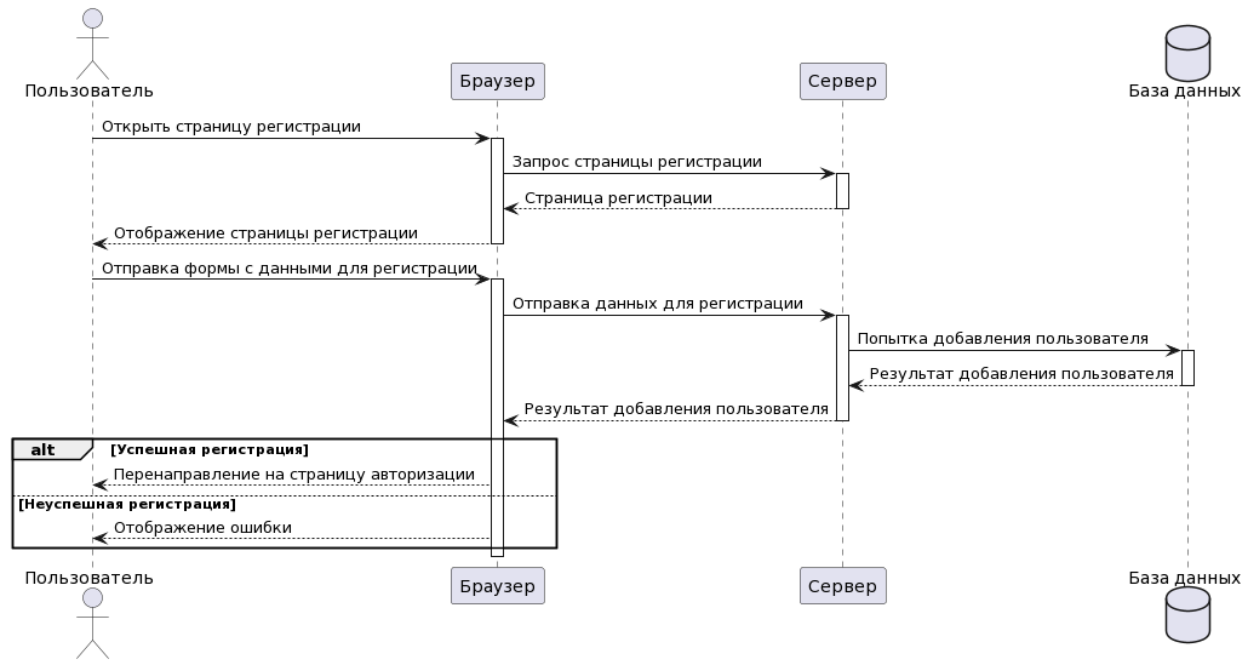 Пользователь
Браузер
Сервер
База данных
Открыть страницу регистрации
Запрос страницы регистрации
Страница регистрации
Отображение страницы регистрации
Отправка формы с данными для регистрации
Отправка данных для регистрации
Попытка добавления пользователя
Результат добавления пользователя
Результат добавления пользователя
alt [Успешная регистрация]
Перенаправление на страницу авторизации
[Неуспешная регистрация]
Отображение ошибки
Пользователь
Браузер
Сервер
База данных